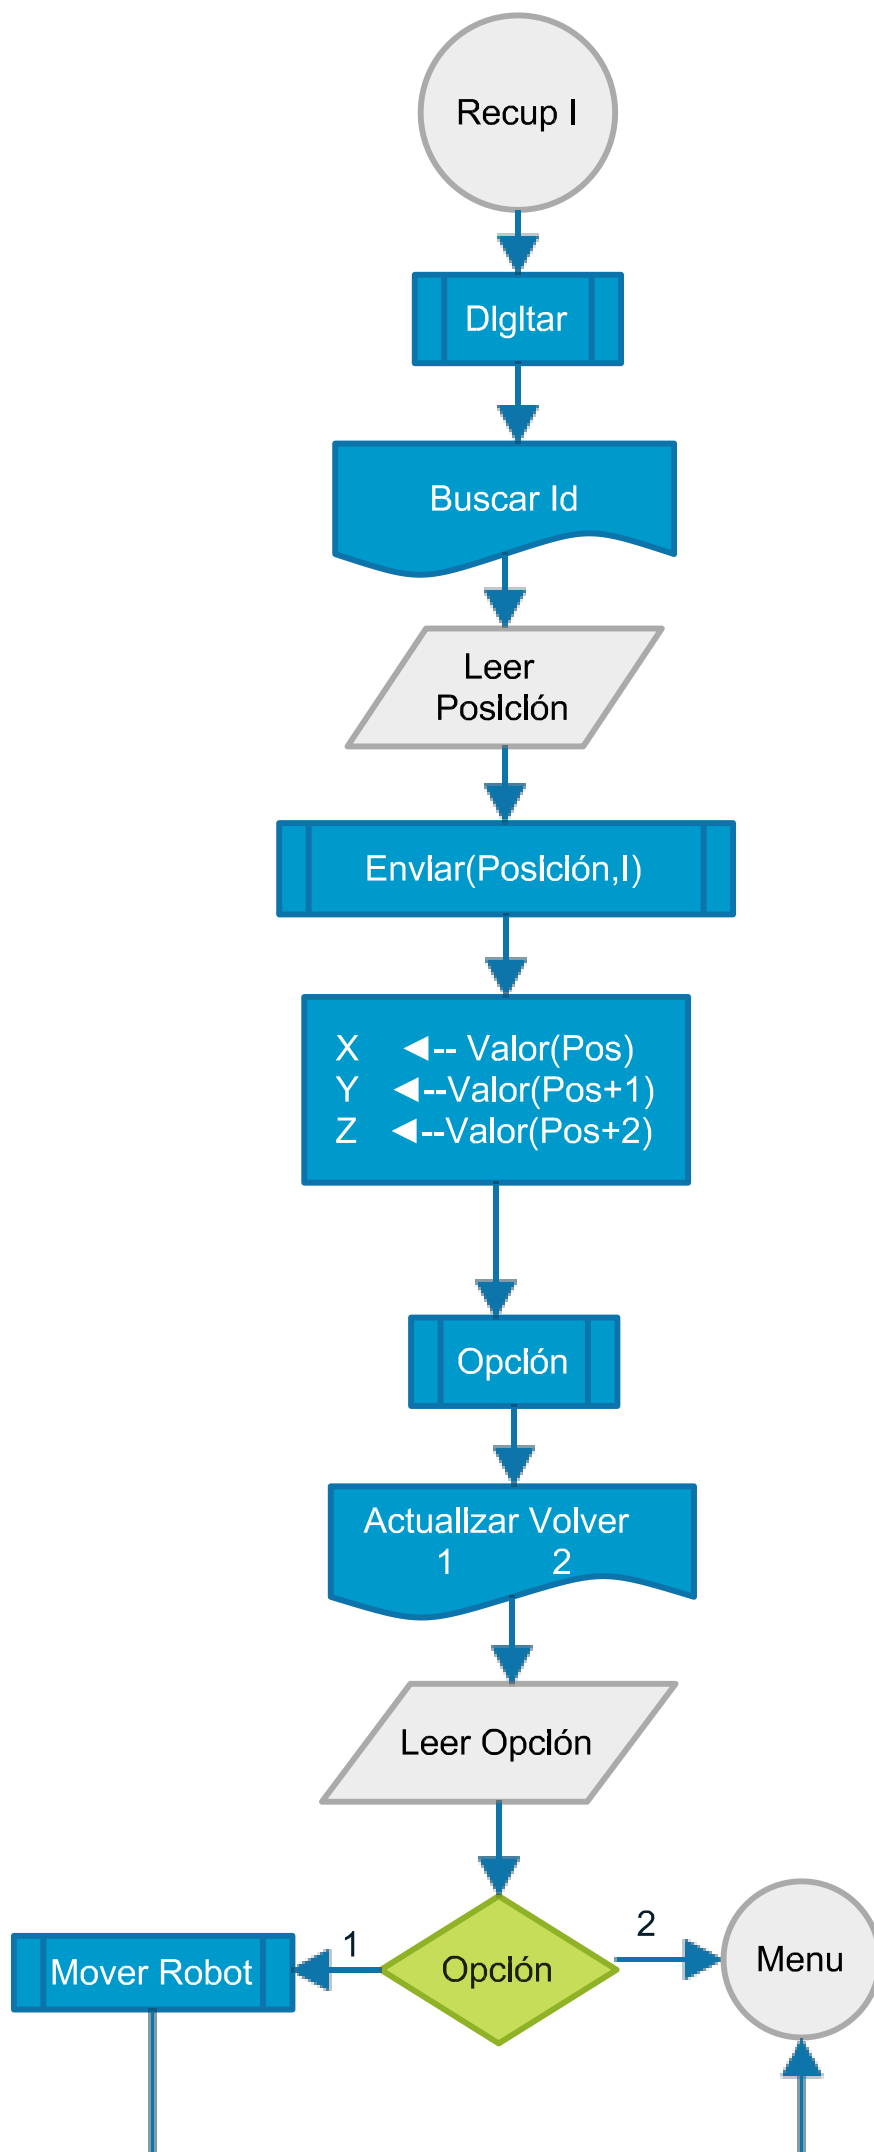 Recup I
Digitar
Buscar Id
Leer
Posición
Enviar(Posición,I)
X ◄-- Valor(Pos)
Y ◄--Valor(Pos+1)
Z ◄--Valor(Pos+2)
Opción
Actualizar Volver
1 2
Leer Opción
1
2
Mover Robot
Opción
Menu